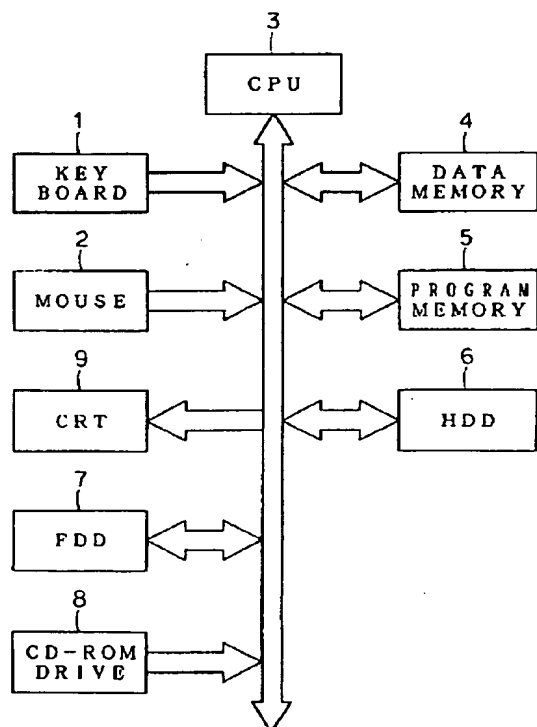 3
CPU
1
KEY
BOARD
4
DATA
MEMORY
2
MOUSE
5
PROGRAM
MEMORY
9
CRT
6
HDD
7
FDD
8
CD-ROM
DRIVE